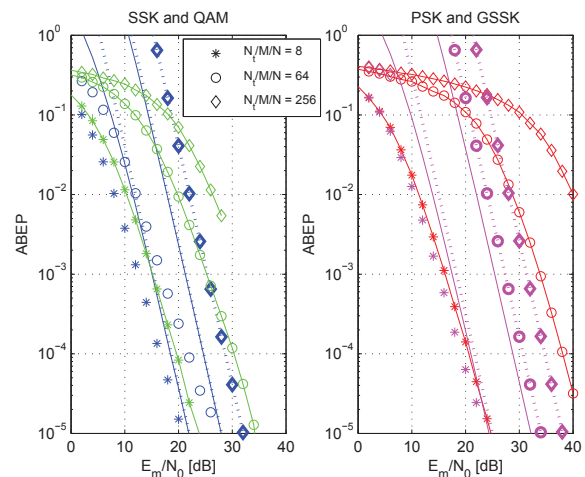 SSK and QAM
PSK and GSSK
N_t/M/N = 8
N_t/M/N = 64
N_t/M/N = 256
ABEP
10^0
10^-1
10^-2
10^-3
10^-4
10^-5
0
10
20
30
40
E_m/N_0 [dB]
ABEP
10^0
10^-1
10^-2
10^-3
10^-4
10^-5
0
10
20
30
40
E_m/N_0 [dB]